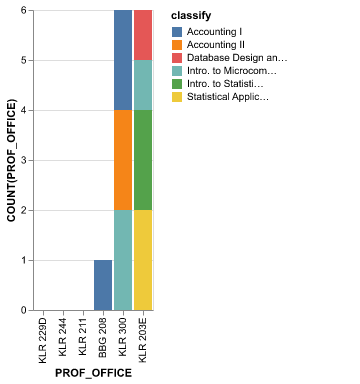 classify
Accounting I
Accounting II
Database Design an…
Intro. to Microcom…
Intro. to Statisti…
Statistical Applic…
COUNT(PROF_OFFICE)
6
5
4
3
2
1
0
KLR 229D
KLR 244
KLR 211
BBG 208
KLR 300
KLR 203E
PROF_OFFICE